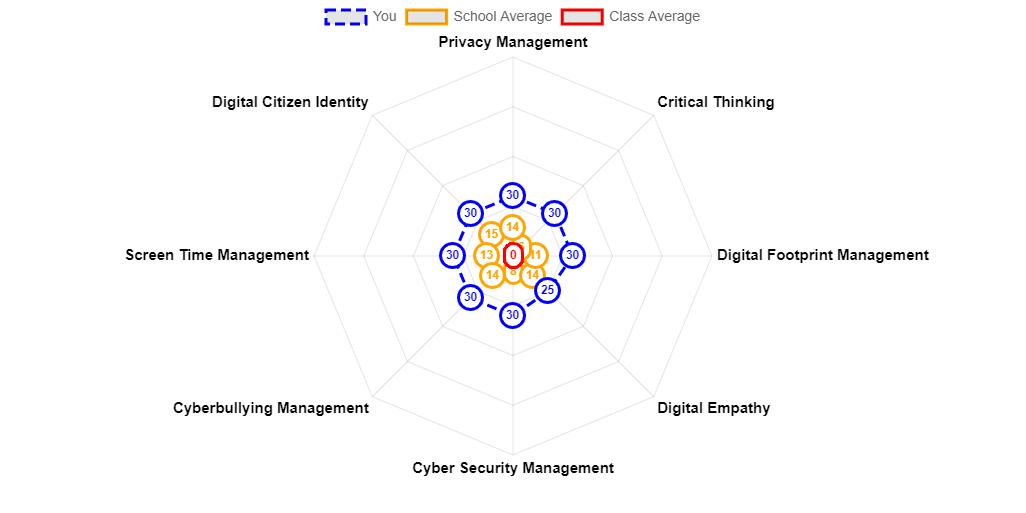 You School Average Class Average
Privacy Management
Digital Citizen Identity Critical Thinking
30
30 30
15 14
Screen Time Management 30 13 0 11 30 Digital Footprint Management
14 8 14
30 25
30
Cyberbullying Management Digital Empathy
Cyber Security Management